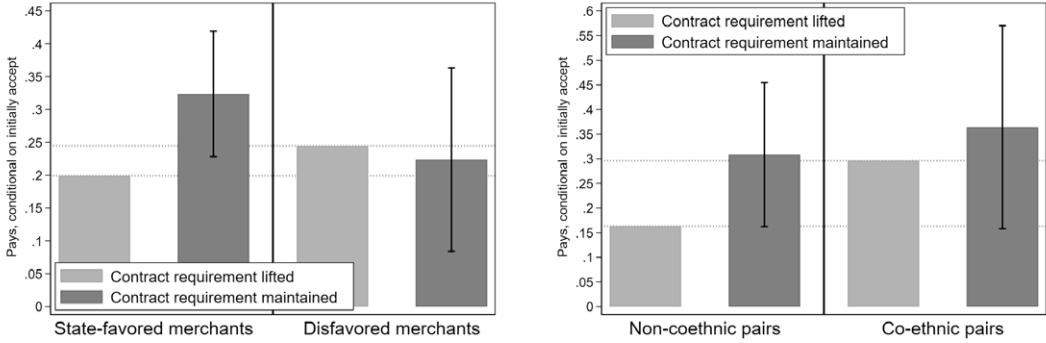 Pays, conditional on initially accept
.45
.4
.35
.3
.25
.2
.15
.1
.05
0
Contract requirement lifted
Contract requirement maintained
State-favored merchants
Disfavored merchants
Pays, conditional on initially accept
.6
.55
.5
.45
.4
.35
.3
.25
.2
.15
.1
.05
0
Contract requirement lifted
Contract requirement maintained
Non-coethnic pairs
Co-ethnic pairs